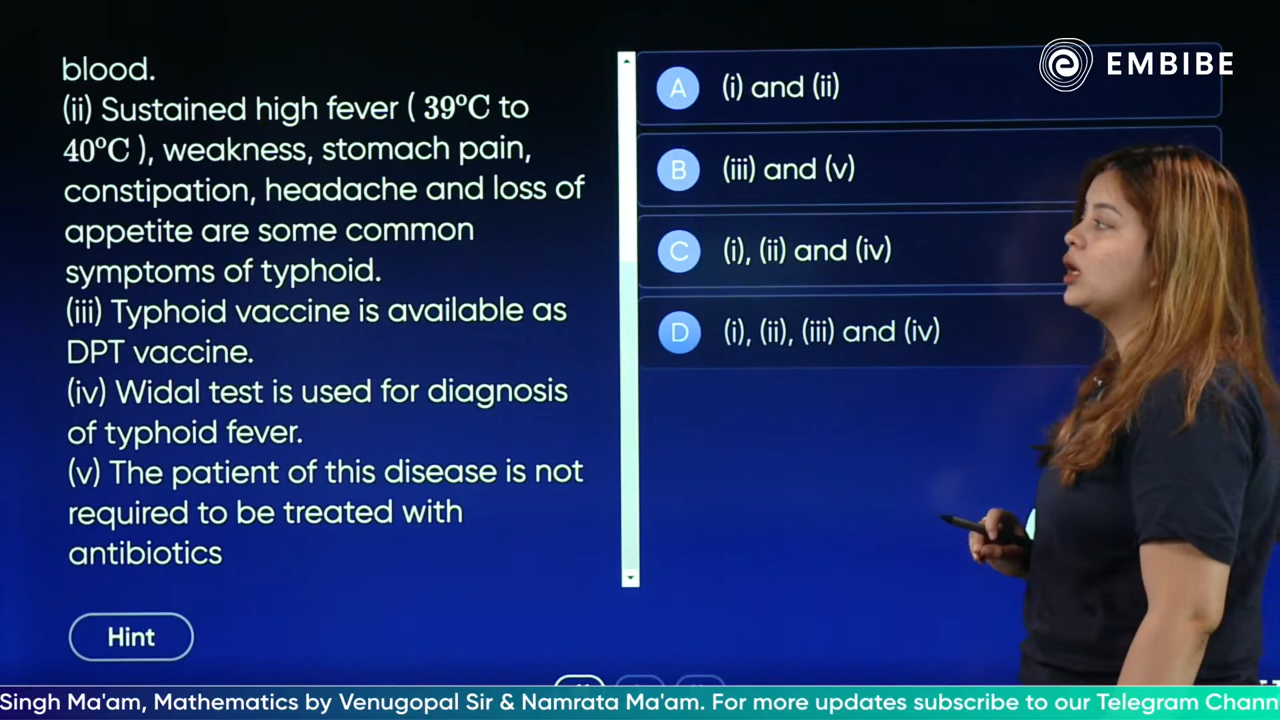 EMBIBE
blood.
(ii) Sustained high fever ( 39°C to
40°C ), weakness, stomach pain,
constipation, headache and loss of
appetite are some common
symptoms of typhoid.
(iii) Typhoid vaccine is available as
DPT vaccine.
(iv) Widal test is used for diagnosis
of typhoid fever.
(v) The patient of this disease is not
required to be treated with
antibiotics
Hint
A (i) and (ii)
B (iii) and (v)
C (i), (ii) and (iv)
D (i), (ii), (iii) and (iv)
Singh Ma'am, Mathematics by Venugopal Sir & Namrata Ma'am. For more updates subscribe to our Telegram Chann